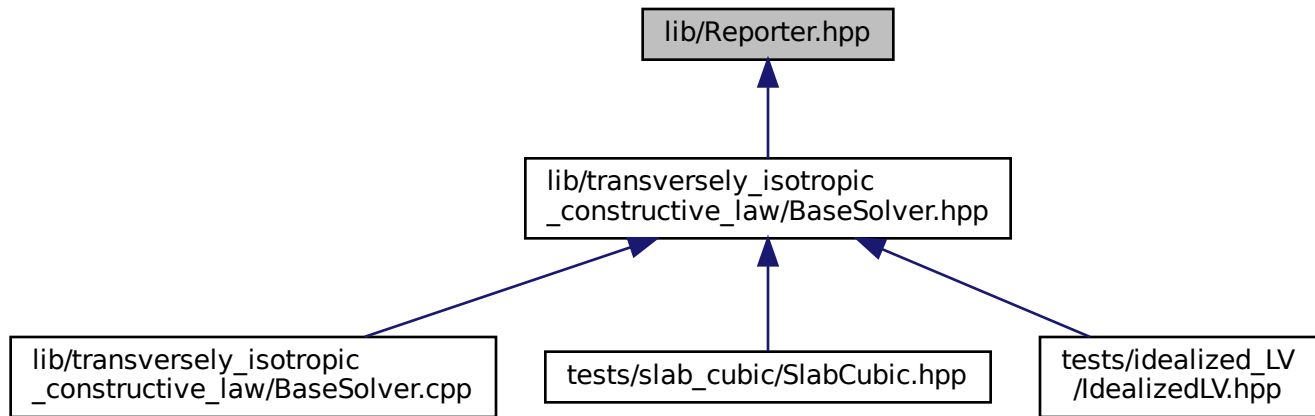 lib/Reporter.hpp
lib/transversely_isotropic
_constructive_law/BaseSolver.hpp
lib/transversely_isotropic
_constructive_law/BaseSolver.cpp
tests/slab_cubic/SlabCubic.hpp
tests/idealized_LV
/IdealizedLV.hpp